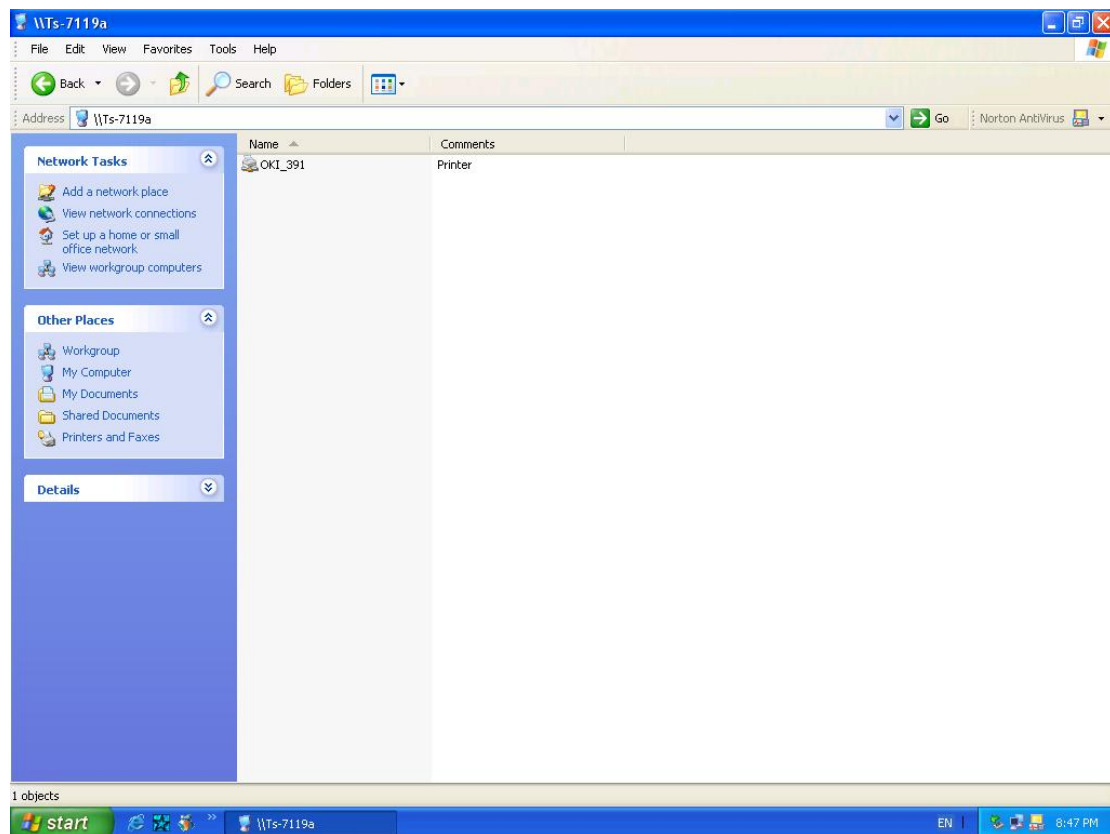 \\Ts-7119a
File Edit View Favorites Tools Help
Back Search Folders
Address \\Ts-7119a Go Norton AntiVirus
Name Comments
OKI_391 Printer
Network Tasks
Add a network place
View network connections
Set up a home or small
office network
View workgroup computers
Other Places
Workgroup
My Computer
My Documents
Shared Documents
Printers and Faxes
Details
1 objects
start \\Ts-7119a EN 8:47 PM